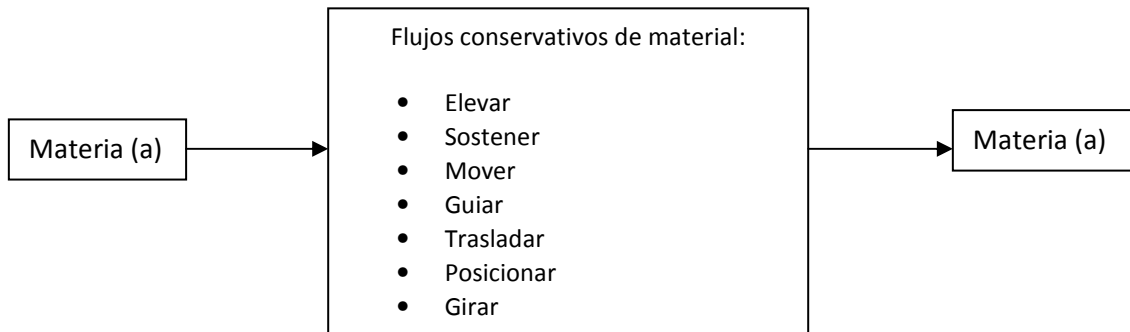 Flujos conservativos de material:
Materia (a)
• Elevar
• Sostener
• Mover
• Guiar
• Trasladar
• Posicionar
• Girar
Materia (a)